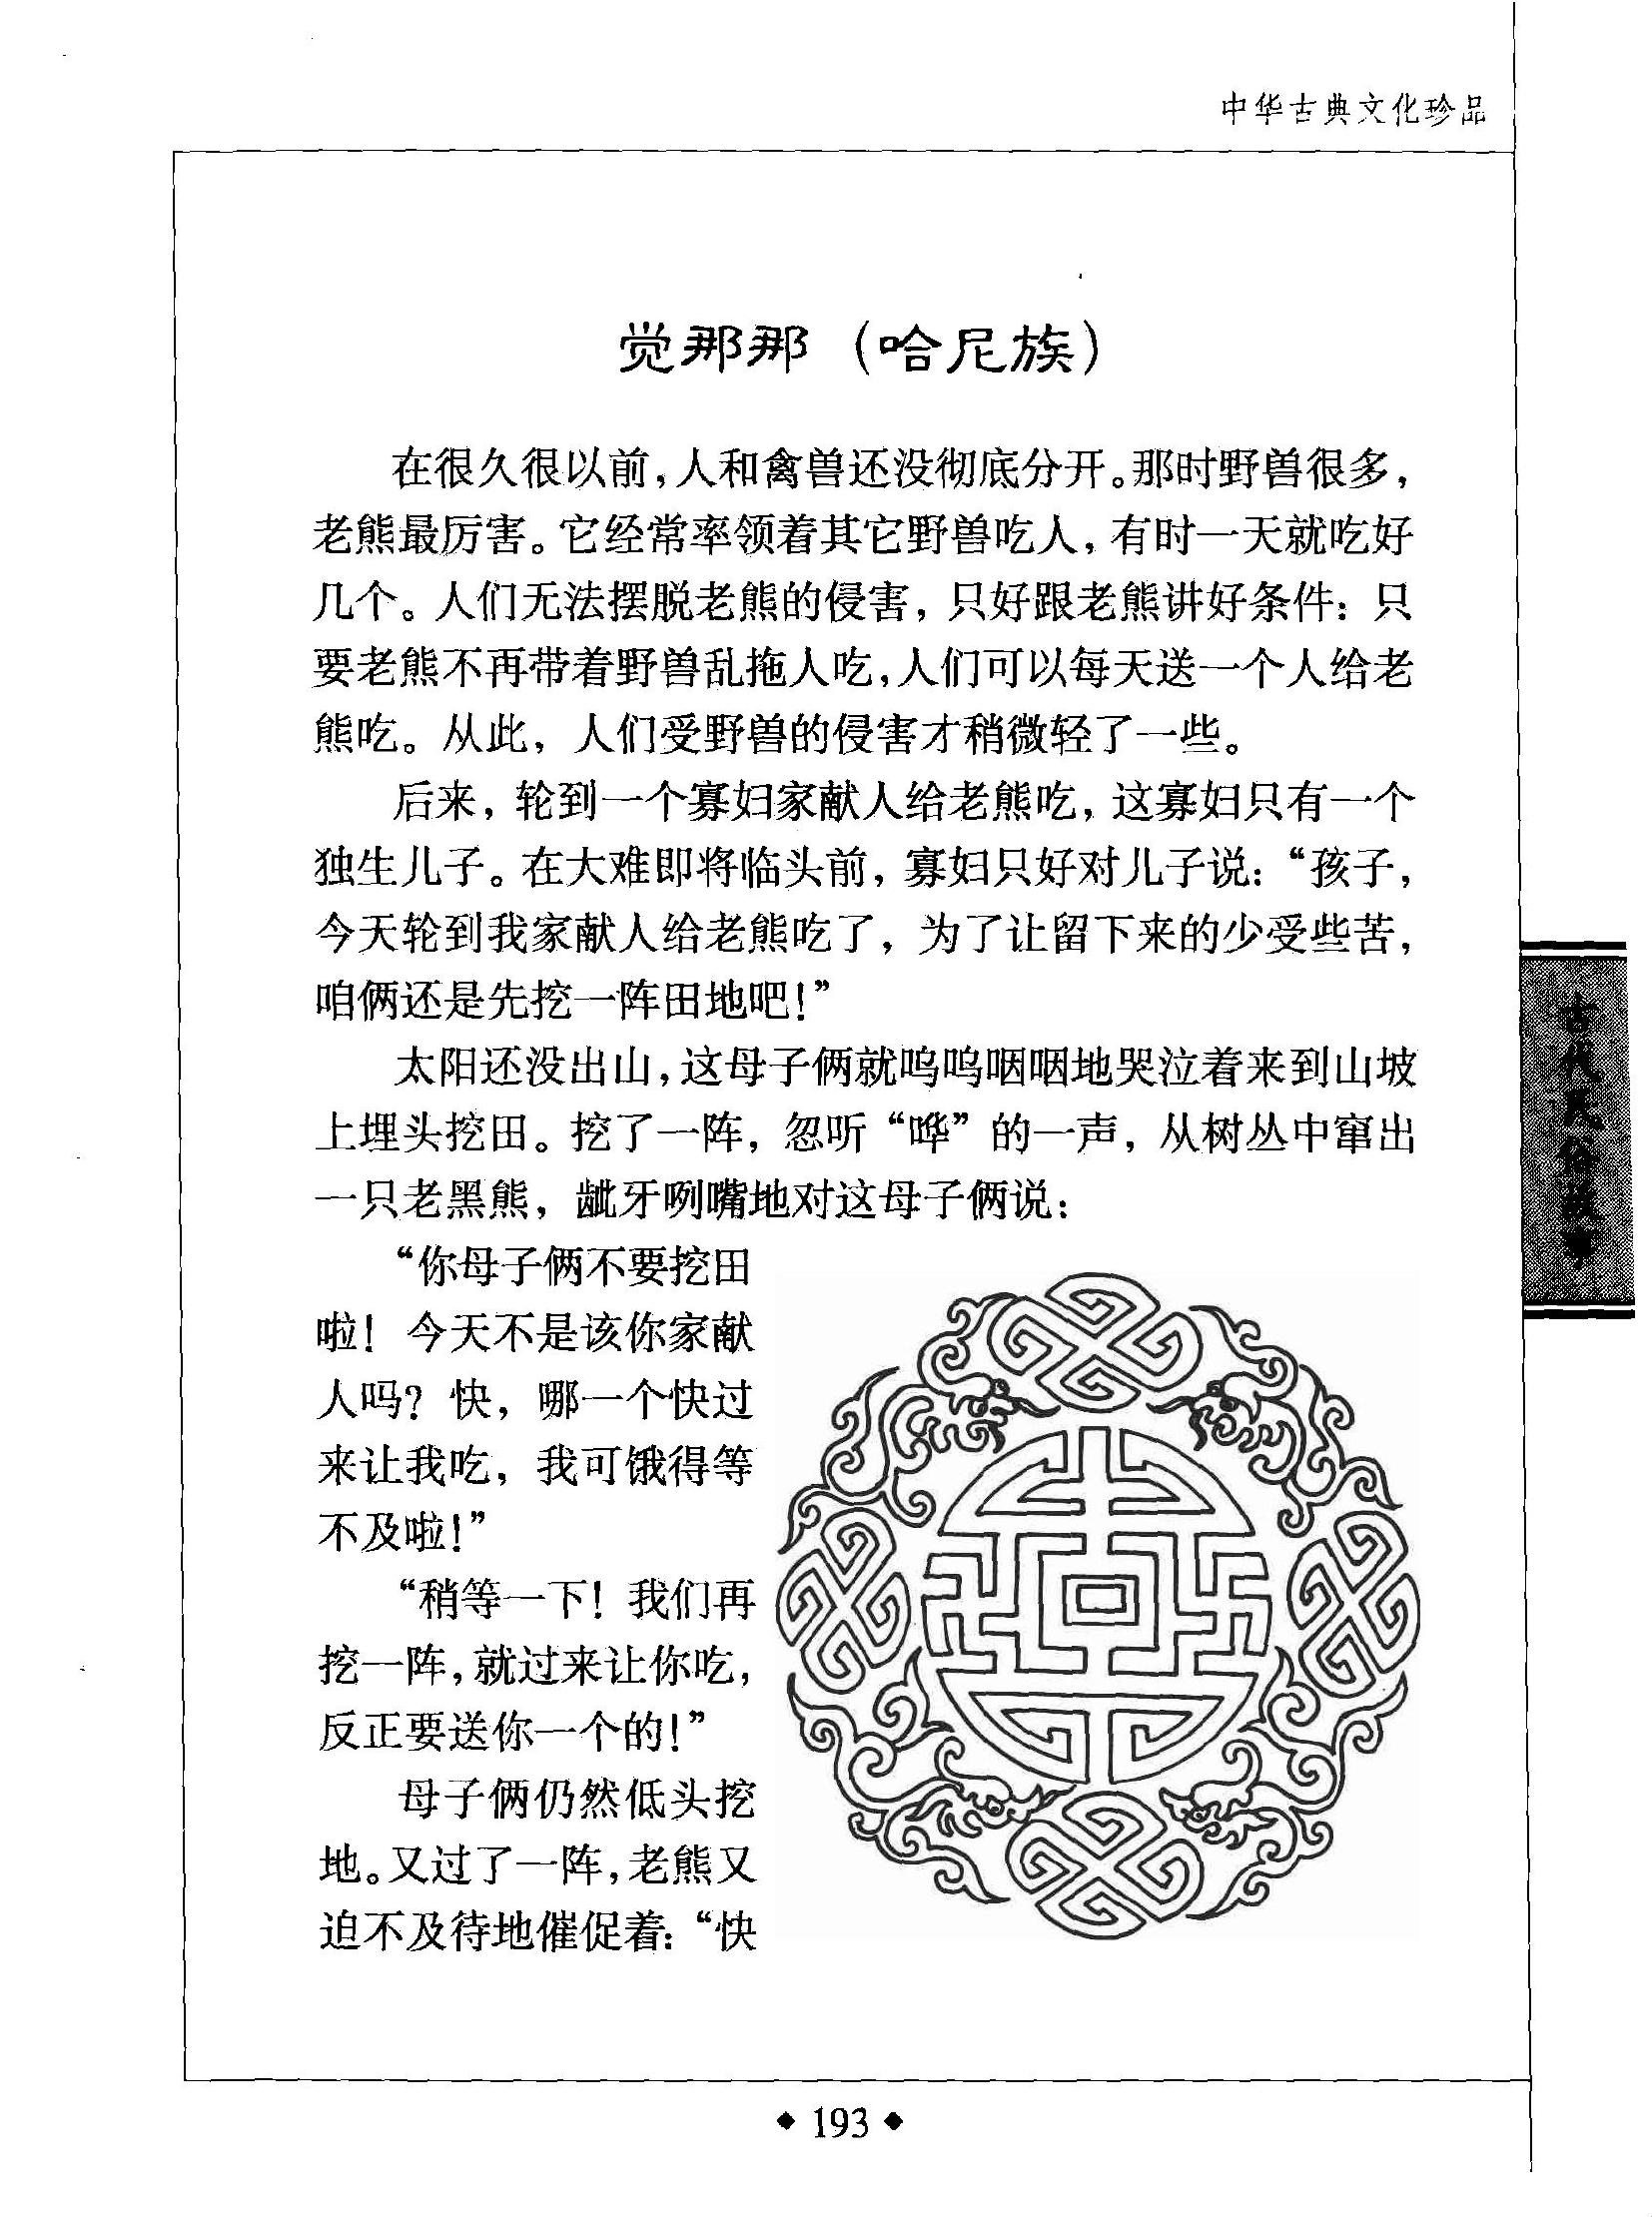 中华古典文化珍品
觉那那（哈尼族）
在很久很以前，人和禽兽还没彻底分开。那时野兽很多，
老熊最厉害。它经常率领着其它野兽吃人，有时一天就吃好
几个。人们无法摆脱老熊的侵害，只好跟老熊讲好条件：只
要老熊不再带着野兽乱拖人吃，人们可以每天送一个人给老
熊吃。从此，人们受野兽的侵害才稍微轻了一些。
后来，轮到一个寡妇家献人给老熊吃，这寡妇只有一个
独生儿子。在大难即将临头前，寡妇只好对儿子说：“孩子，
今天轮到我家献人给老熊吃了，为了让留下来的少受些苦，
咱俩还是先挖一阵田地吧！”
太阳还没出山，这母子俩就呜呜咽咽地哭泣着来到山坡
上埋头挖田。挖了一阵，忽听“哗”的一声，从树丛中窜出
一只老黑熊，龇牙咧嘴地对这母子俩说：
“你母子俩不要挖田
啦！今天不是该你家献
人吗？快，哪一个快过
来让我吃，我可饿得等
不及啦！”
“稍等一下！我们再
挖一阵，就过来让你吃，
反正要送你一个的！”
母子俩仍然低头挖
地。又过了一阵，老熊又
迫不及待地催促着：“快
古代民俗故事
◆ 193 ◆